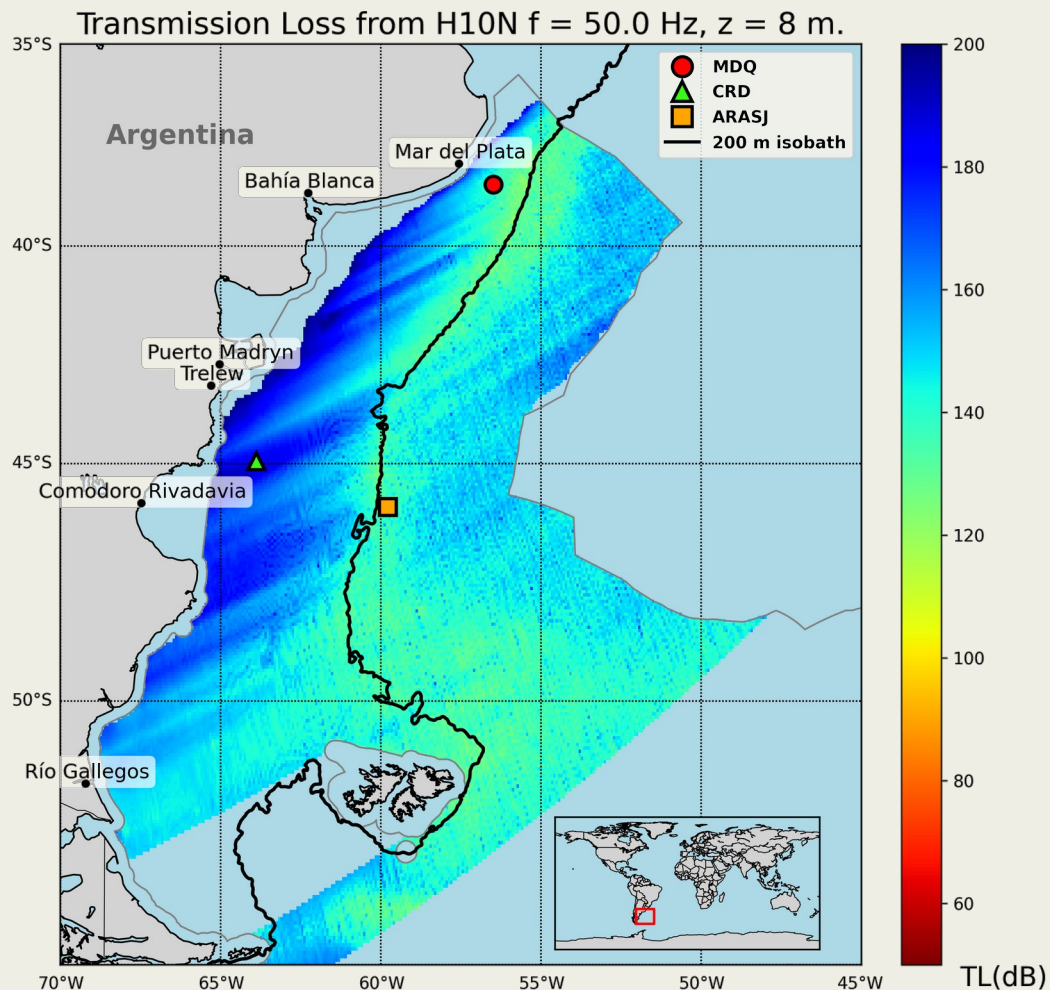 Transmission Loss from H10N f = 50.0 Hz, z = 8 m.
35°S
200
MDQ
CRD
ARASJ
200 m isobath
Argentina
Mar del Plata
Bahía Blanca
180
40°S
160
Puerto Madryn
Trelew
140
45°S
Comodoro Rivadavia
120
100
50°S
Río Gallegos
80
60
70°W
65°W
60°W
55°W
50°W
45°W
TL(dB)